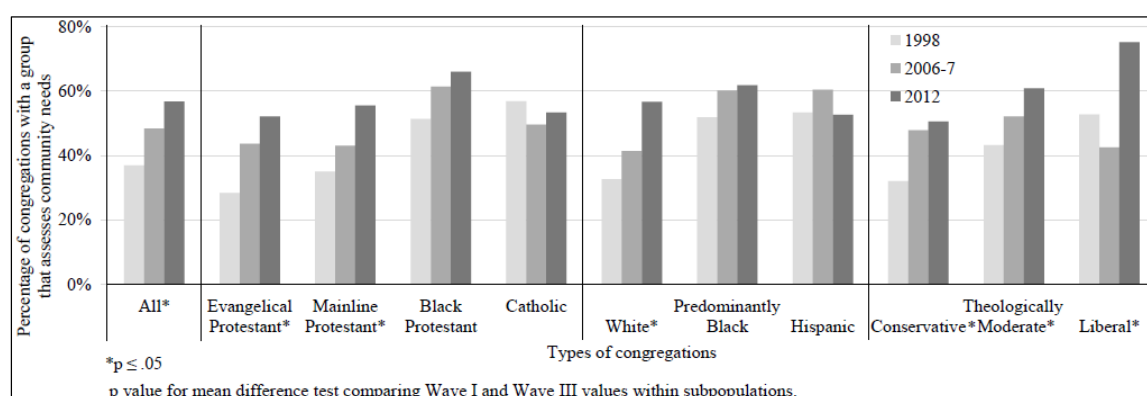 Percentage of congregations with a group
that assesses community needs
80%
60%
40%
20%
0%
1998
2006-7
2012
All*
Evangelical
Protestant*
Mainline
Protestant*
Black
Protestant
Catholic
Predominantly
White*
Black
Hispanic
Theologically
Conservative*
Moderate*
Liberal*
Types of congregations
*p ≤ .05
p value for mean difference test comparing Wave I and Wave III values within subpopulations.